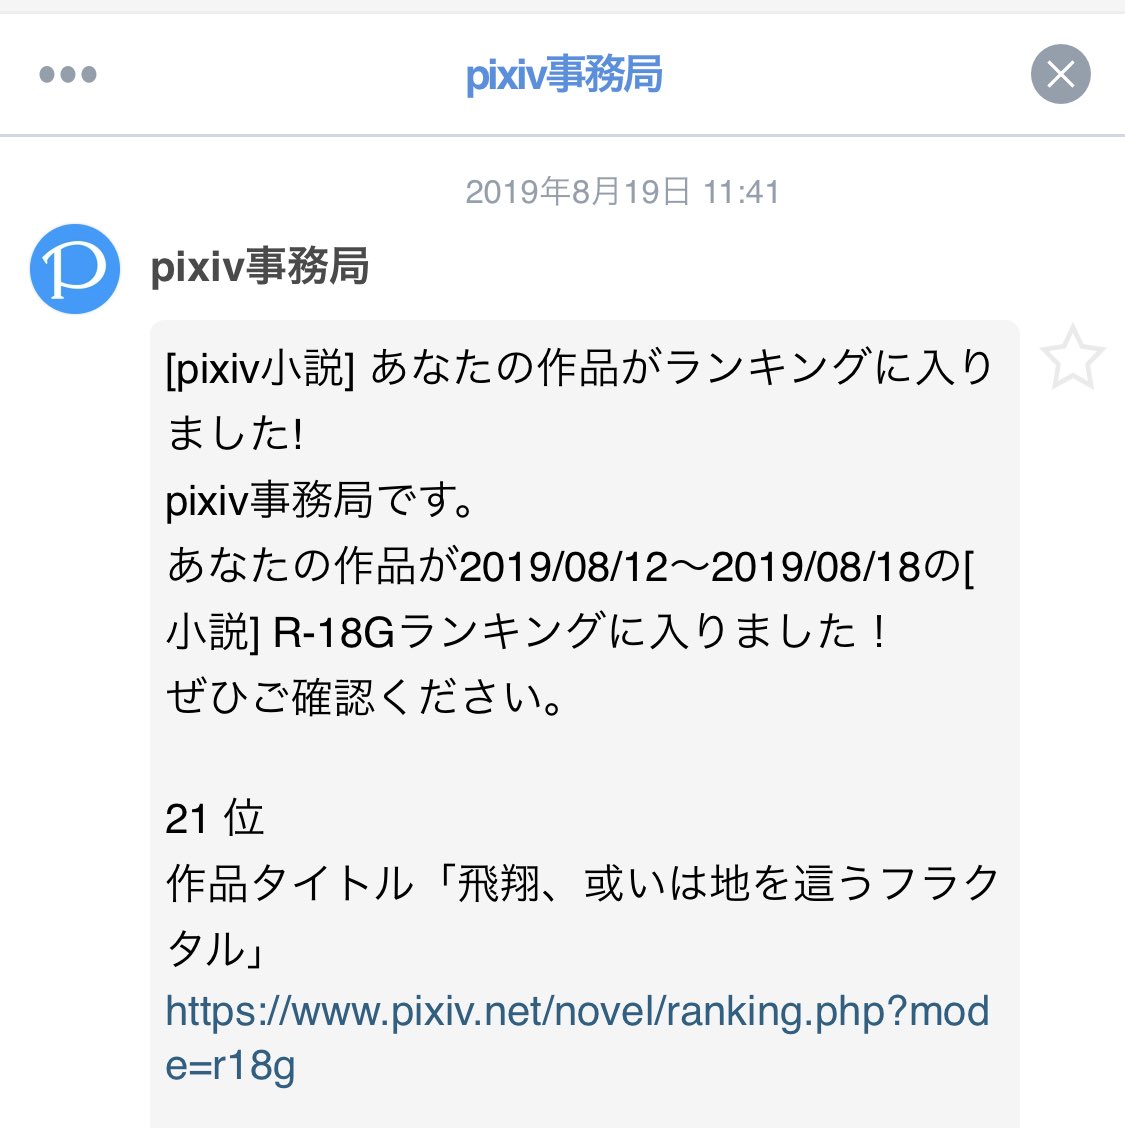 pixiv事務局
2019年8月19日 11:41
pixiv事務局
[pixiv小説] あなたの作品がランキングに入り
ました!
pixiv事務局です。
あなたの作品が2019/08/12〜2019/08/18の[
小説] R-18Gランキングに入りました！
ぜひご確認ください。
21 位
作品タイトル「飛翔、或いは地を這うフラク
タル」
https://www.pixiv.net/novel/ranking.php?mod
e=r18g